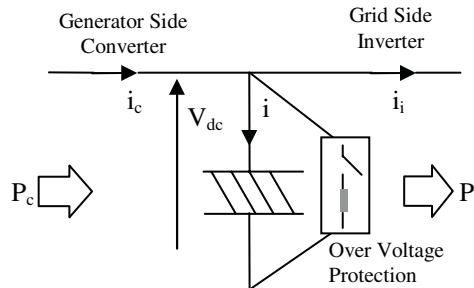 Generator Side
Converter
Grid Side
Inverter
i_c
V_dc
i
i_i
P_c
P
Over Voltage
Protection